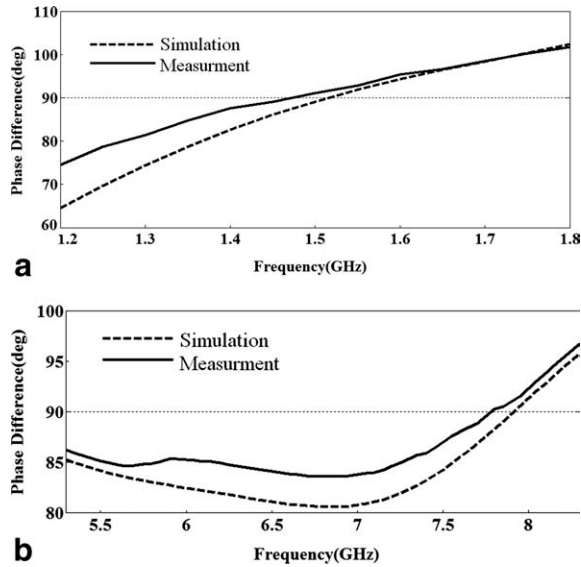 110
100
90
80
70
60
Phase Difference(deg)
Simulation
Measurment
1.2 1.3 1.4 1.5 1.6 1.7 1.8
Frequency(GHz)
a
100
95
90
85
80
Phase Difference(deg)
Simulation
Measurment
5.5 6 6.5 7 7.5 8
Frequency(GHz)
b